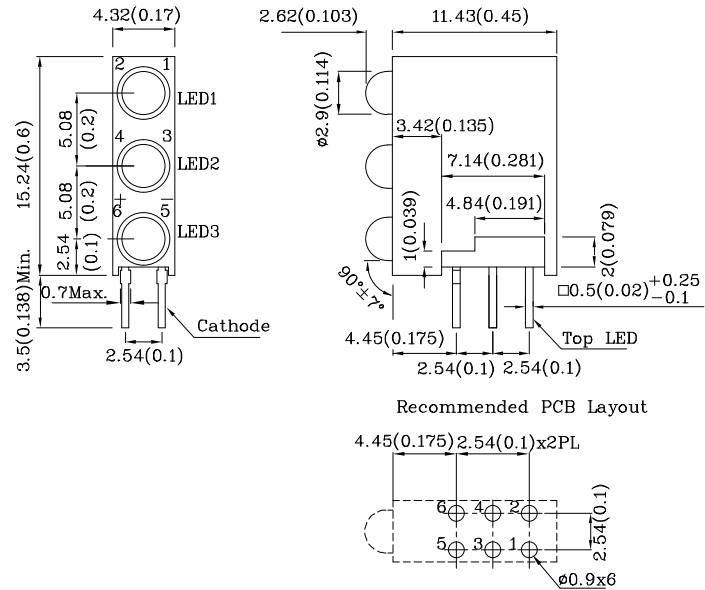 4.32(0.17)
2.62(0.103)
11.43(0.45)
2 1
LED1
5.08
(0.2)
4 3
LED2
15.24(0.6)
5.08
(0.2)
+ −
6 5
LED3
2.54
(0.1)
0.7Max.
3.5(0.138)Min.
Cathode
2.54(0.1)
ø2.9(0.114)
3.42(0.135)
7.14(0.281)
4.84(0.191)
1(0.039)
2(0.079)
90°±7°
□0.5(0.02)+0.25
−0.1
Top LED
4.45(0.175)
2.54(0.1)
2.54(0.1)
Recommended PCB Layout
4.45(0.175)
2.54(0.1)x2PL
6 4 2
5 3 1
2.54(0.1)
ø0.9x6